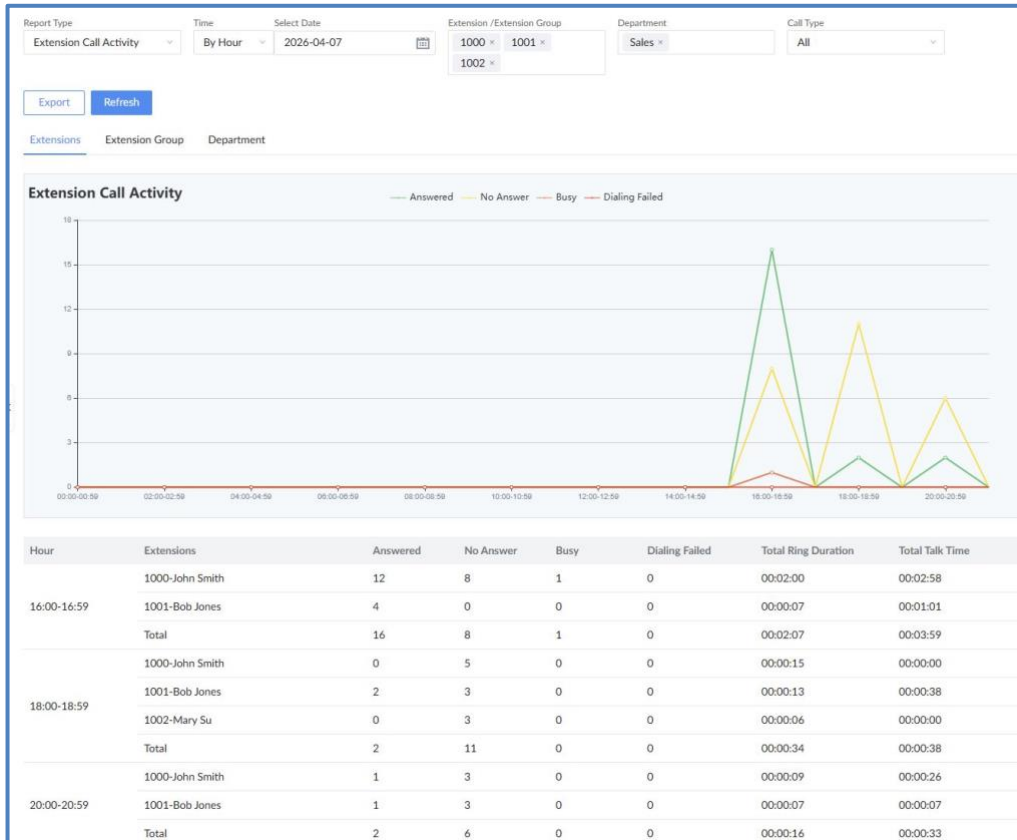 Report Type Time Select Date Extension /Extension Group Department Call Type
Extension Call Activity By Hour 2026-04-07 1000 × 1001 × Sales × All
1002 ×
Export Refresh
Extensions Extension Group Department
Extension Call Activity Answered No Answer Busy Dialing Failed
18
15
12
9
6
3
0
00:00-00:59 02:00-02:59 04:00-04:59 06:00-06:59 08:00-08:59 10:00-10:59 12:00-12:59 14:00-14:59 16:00-16:59 18:00-18:59 20:00-20:59
Hour Extensions Answered No Answer Busy Dialing Failed Total Ring Duration Total Talk Time
1000-John Smith 12 8 1 0 00:02:00 00:02:58
16:00-16:59 1001-Bob Jones 4 0 0 0 00:00:07 00:01:01
Total 16 8 1 0 00:02:07 00:03:59
1000-John Smith 0 5 0 0 00:00:15 00:00:00
1001-Bob Jones 2 3 0 0 00:00:13 00:00:38
18:00-18:59
1002-Mary Su 0 3 0 0 00:00:06 00:00:00
Total 2 11 0 0 00:00:34 00:00:38
1000-John Smith 1 3 0 0 00:00:09 00:00:26
20:00-20:59 1001-Bob Jones 1 3 0 0 00:00:07 00:00:07
Total 2 6 0 0 00:00:16 00:00:33